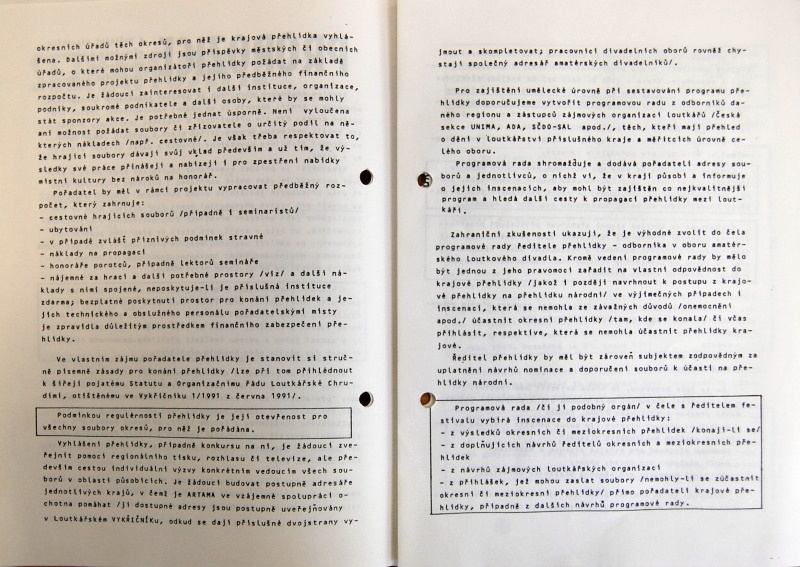 okresních úřadů těch okresů, pro něž je krajová přehlídka vyhlá-
šena. Dalšími možnými zdroji jsou příspěvky městských či obecních
úřadů, o které mohou organizátoři přehlídky požádat na základě
zpracovaného projektu přehlídky a jejího předběžného finančního
rozpočtu. Je žádoucí zainteresovat i další instituce, organizace,
podniky, soukromé podnikatele a další osoby, které by se mohly
stát sponzory akce. Je potřebné jednat úsporně. Není vyloučena
ani možnost požádat soubory či zřizovatele o určitý podíl na ně-
kterých nákladech /např. cestovné/. Je však třeba respektovat to,
že hrající soubory dávají svůj vklad především a už tím, že vý-
sledky své práce přinášejí a nabízejí i pro zpestření nabídky
místní kultury bez nároků na honorář.
Pořadatel by měl v rámci projektu vypracovat předběžný roz-
počet, který zahrnuje:
- cestovné hrajících souborů /případně i seminaristů/
- ubytování
- v případě zvlášť příznivých podmínek stravné
- náklady na propagaci
- honoráře porotců, případně lektorů semináře
- nájemné za hrací a další potřebné prostory /viz/ a další ná-
klady s nimi spojené, neposkytuje-li je příslušná instituce
zdarma; bezplatné poskytnutí prostor pro konání přehlídek a je-
jich technického a obslužného personálu pořadatelskými místy
je zpravidla důležitým prostředkem finančního zabezpečení pře-
hlídky.
Ve vlastním zájmu pořadatele přehlídky je stanovit si struč-
ně písemně zásady pro konání přehlídky /lze při tom přihlédnout
k šířeji pojatému Statutu a Organizačnímu řádu Loutkářské Chru-
dimi, otištěnému ve Vykřičníku 1/1991 z června 1991/.
Podmínkou regulérnosti přehlídky je její otevřenost pro
všechny soubory okresů, pro něž je pořádána.
Vyhlášení přehlídky, případně konkursu na ni, je žádoucí zve-
řejnit pomocí regionálního tisku, rozhlasu či televize, ale pře-
devším cestou individuální výzvy konkrétním vedoucím všech sou-
borů v oblasti působících. Je žádoucí budovat postupně adresáře
jednotlivých krajů, v čemž je ARTAMA ve vzájemné spolupráci o-
chotna pomáhat /jí dostupné adresy jsou postupně uveřejňovány
v Loutkářském VYKŘIČNÍKu, odkud se dají příslušné dvojstrany vy-
jmout a skompletovat; pracovníci divadelních oborů rovněž chy-
stají společný adresář amatérských divadelníků/.
Pro zajištění umělecké úrovně při sestavování programu pře-
hlídky doporučujeme vytvořit programovou radu z odborníků da-
ného regionu a zástupců zájmových organizací loutkářů /Česká
sekce UNIMA, ADA, SČDO-SAL apod./, těch, kteří mají přehled
o dění v loutkářství příslušného kraje a měřítcích úrovně ce-
lého oboru.
Programová rada shromažďuje a dodává pořadateli adresy sou-
borů a jednotlivců, o nichž ví, že v kraji působí a informuje
o jejich inscenacích, aby mohl být zajištěn co nejkvalitnější
program a hledá další cesty k propagaci přehlídky mezi lout-
káři.
Zahraniční zkušenosti ukazují, že je výhodné zvolit do čela
programové rady ředitele přehlídky - odborníka v oboru amatér-
ského loutkového divadla. Kromě vedení programové rady by mělo
být jednou z jeho pravomocí zařadit na vlastní odpovědnost do
krajové přehlídky /jakož i později navrhnout k postupu z krajo-
vé přehlídky na přehlídku národní/ ve výjimečných případech i
inscenaci, která se nemohla ze závažných důvodů /onemocnění
apod./ účastnit okresní přehlídky /tam, kde se konala/ či včas
přihlásit, respektive, která se nemohla účastnit přehlídky kra-
jové.
Ředitel přehlídky by měl být zároveň subjektem zodpovědným za
uplatnění návrhů nominace a doporučení souborů k účasti na pře-
hlídky národní.
Programová rada /či jí podobný orgán/ v čele s ředitelem fe-
stivalu vybírá inscenace do krajové přehlídky:
- z výsledků okresních či meziokresních přehlídek /konají-li se/
- z doplňujících návrhů ředitelů okresních a meziokresních pře-
hlídek
- z návrhů zájmových loutkářských organizací
- z přihlášek, jež mohou zaslat soubory /nemohly-li se zúčastnit
okresní či meziokresní přehlídky/ přímo pořadateli krajové pře-
hlídky, případně z dalších návrhů programové rady.